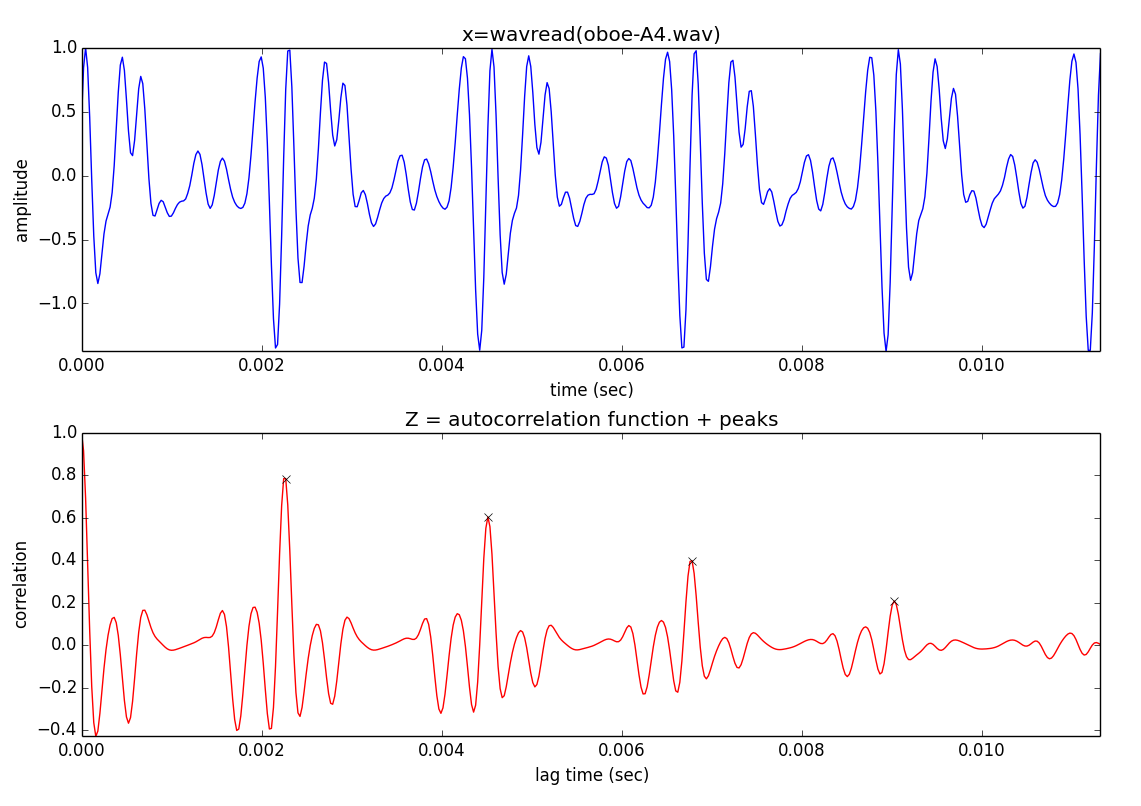 x=wavread(oboe-A4.wav)
1.0
0.5
0.0
−0.5
−1.0
amplitude
0.000 0.002 0.004 0.006 0.008 0.010
time (sec)
Z = autocorrelation function + peaks
1.0
0.8
0.6
0.4
0.2
0.0
−0.2
−0.4
correlation
0.000 0.002 0.004 0.006 0.008 0.010
lag time (sec)